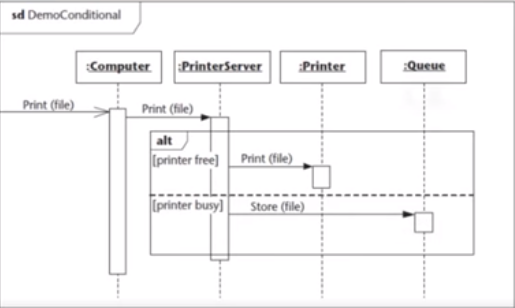 sd DemoConditional
:Computer
:PrinterServer
:Printer
:Queue
Print (file)
Print (file)
alt
[printer free]
Print (file)
[printer busy]
Store (file)